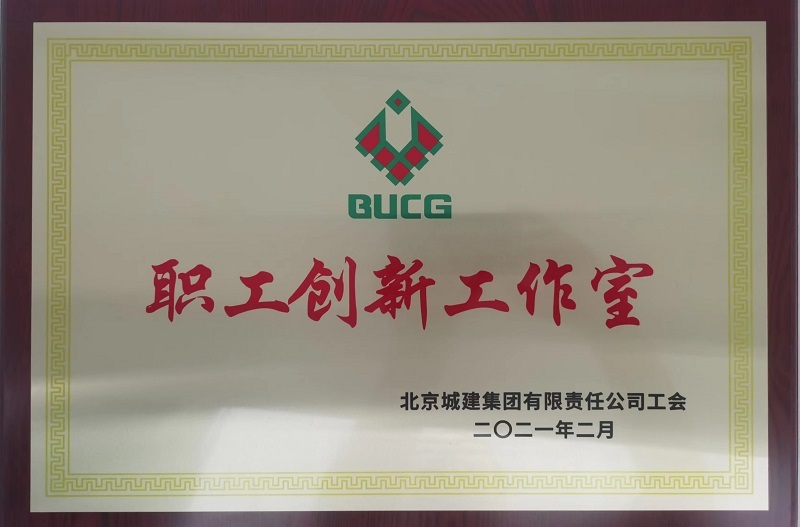 BUCG
职工创新工作室
北京城建集团有限责任公司工会
二〇二一年二月